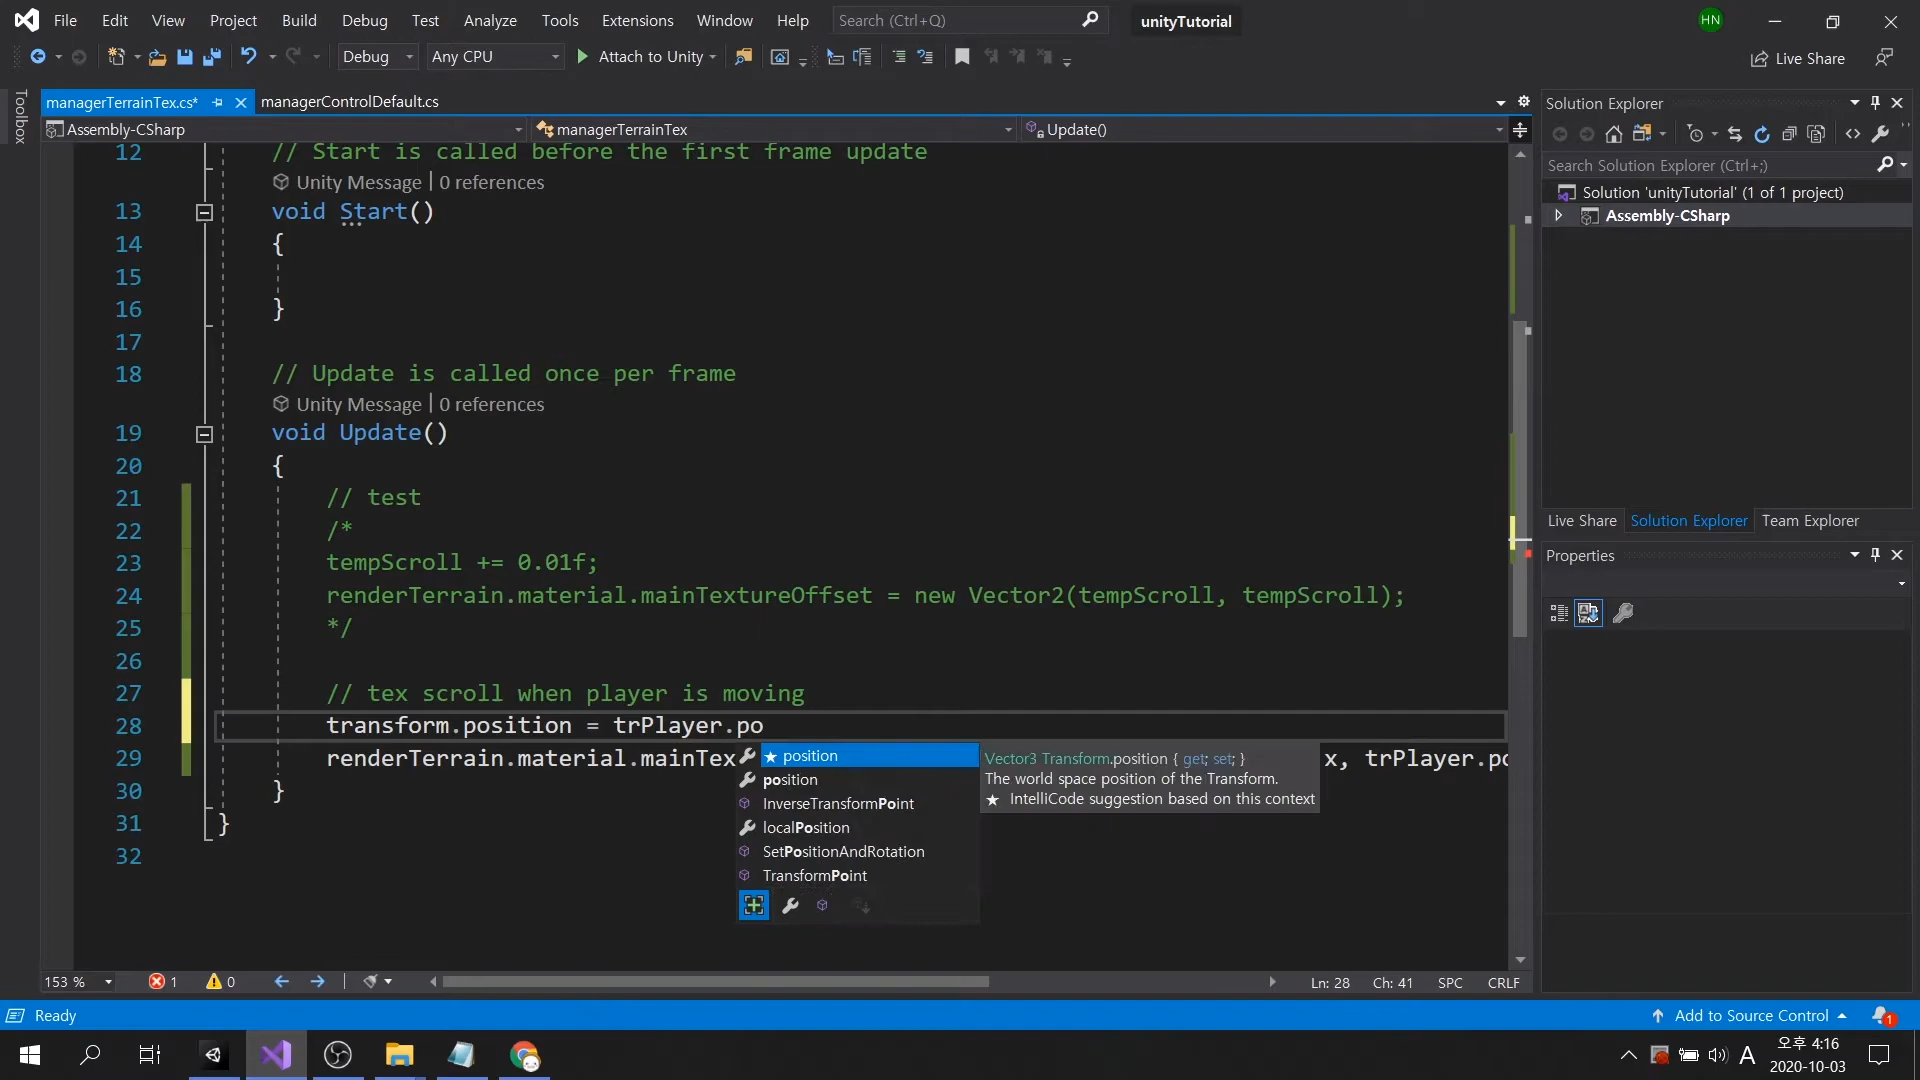 File Edit View Project Build Debug Test Analyze Tools Extensions Window Help Search (Ctrl+Q) unityTutorial HN
Debug Any CPU Attach to Unity Live Share
Toolbox
managerTerrainTex.cs* managerControlDefault.cs
Assembly-CSharp managerTerrainTex Update()
12 // Start is called before the first frame update
Unity Message | 0 references
13 void Start()
14 {
15
16 }
17
18 // Update is called once per frame
Unity Message | 0 references
19 void Update()
20 {
21 // test
22 /*
23 tempScroll += 0.01f;
24 renderTerrain.material.mainTextureOffset = new Vector2(tempScroll, tempScroll);
25 */
26
27 // tex scroll when player is moving
28 transform.position = trPlayer.po
29 renderTerrain.material.mainTex x, trPlayer.po
30 }
31 }
32
★ position
position
InverseTransformPoint
localPosition
SetPositionAndRotation
TransformPoint
Vector3 Transform.position { get; set; }
The world space position of the Transform.
★ IntelliCode suggestion based on this context
153 % 1 0 Ln: 28 Ch: 41 SPC CRLF
Solution Explorer
Search Solution Explorer (Ctrl+;)
Solution 'unityTutorial' (1 of 1 project)
Assembly-CSharp
Live Share Solution Explorer Team Explorer
Properties
Ready Add to Source Control 1
A 오후 4:16
2020-10-03